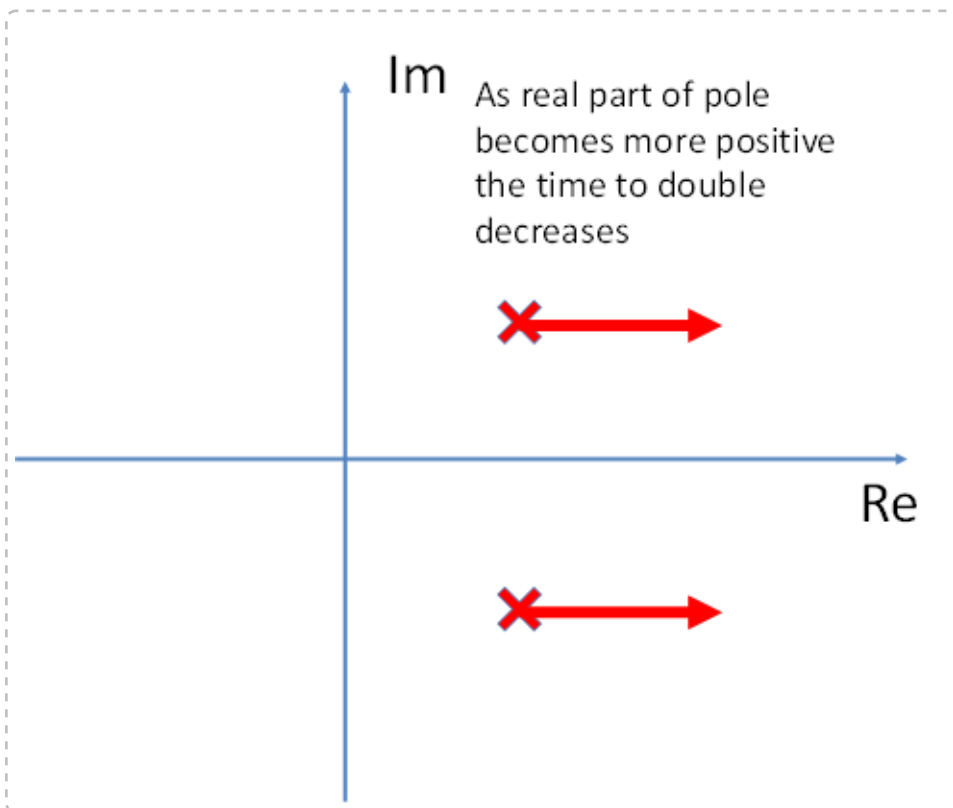 Im
As real part of pole
becomes more positive
the time to double
decreases
Re